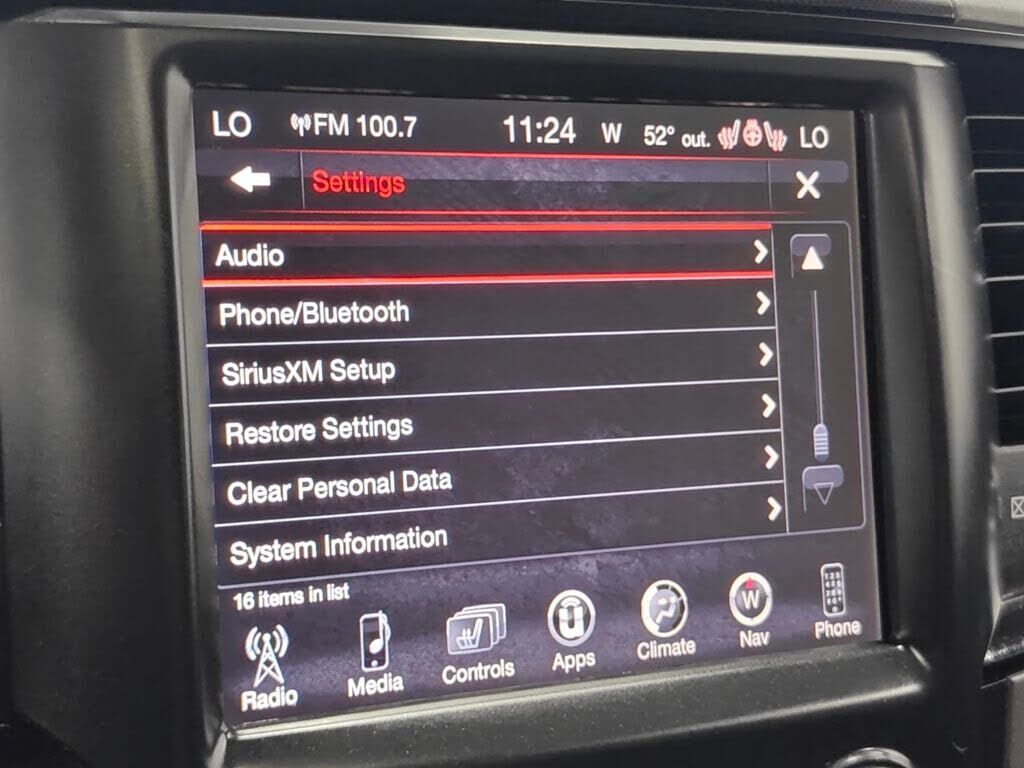 LO FM 100.7 11:24 W 52° out. LO
Settings X
Audio
Phone/Bluetooth
SiriusXM Setup
Restore Settings
Clear Personal Data
System Information
16 items in list
Radio Media Controls Apps Climate W Nav Phone